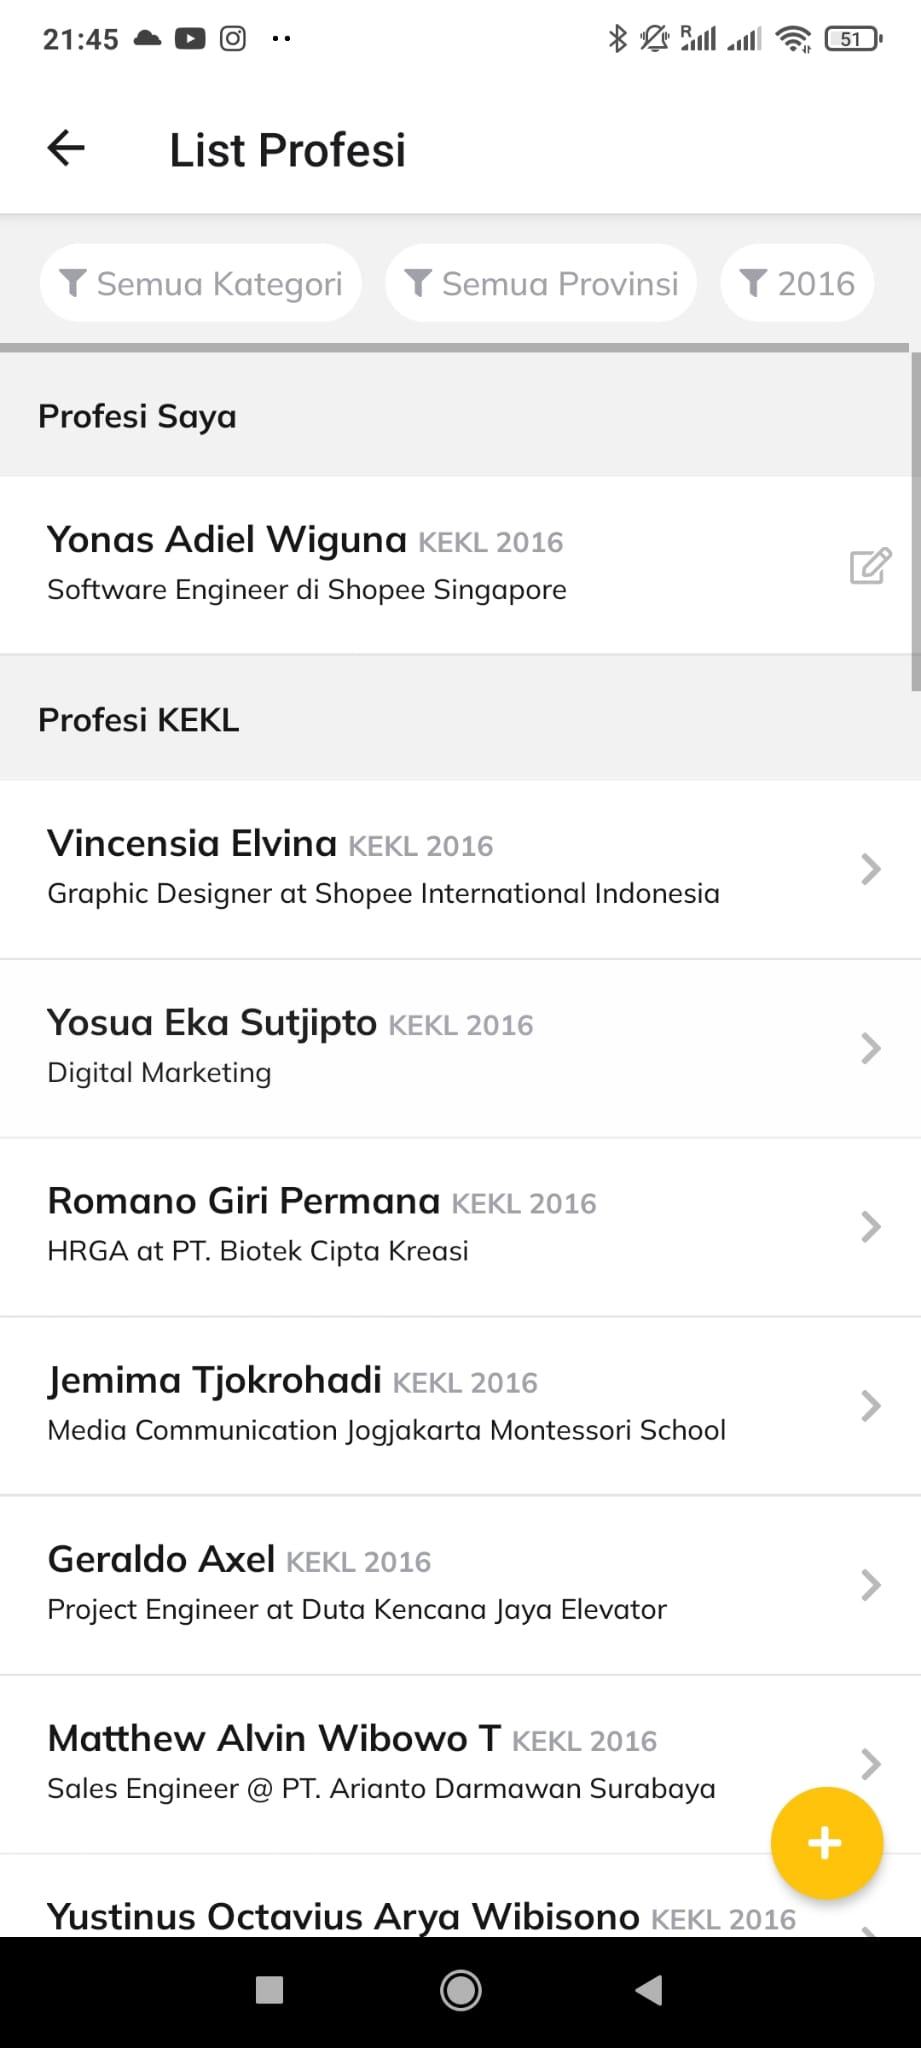 21:45
R
51
List Profesi
Semua Kategori
Semua Provinsi
2016
Profesi Saya
Yonas Adiel Wiguna KEKL 2016
Software Engineer di Shopee Singapore
Profesi KEKL
Vincensia Elvina KEKL 2016
Graphic Designer at Shopee International Indonesia
Yosua Eka Sutjipto KEKL 2016
Digital Marketing
Romano Giri Permana KEKL 2016
HRGA at PT. Biotek Cipta Kreasi
Jemima Tjokrohadi KEKL 2016
Media Communication Jogjakarta Montessori School
Geraldo Axel KEKL 2016
Project Engineer at Duta Kencana Jaya Elevator
Matthew Alvin Wibowo T KEKL 2016
Sales Engineer @ PT. Arianto Darmawan Surabaya
Yustinus Octavius Arya Wibisono KEKL 2016